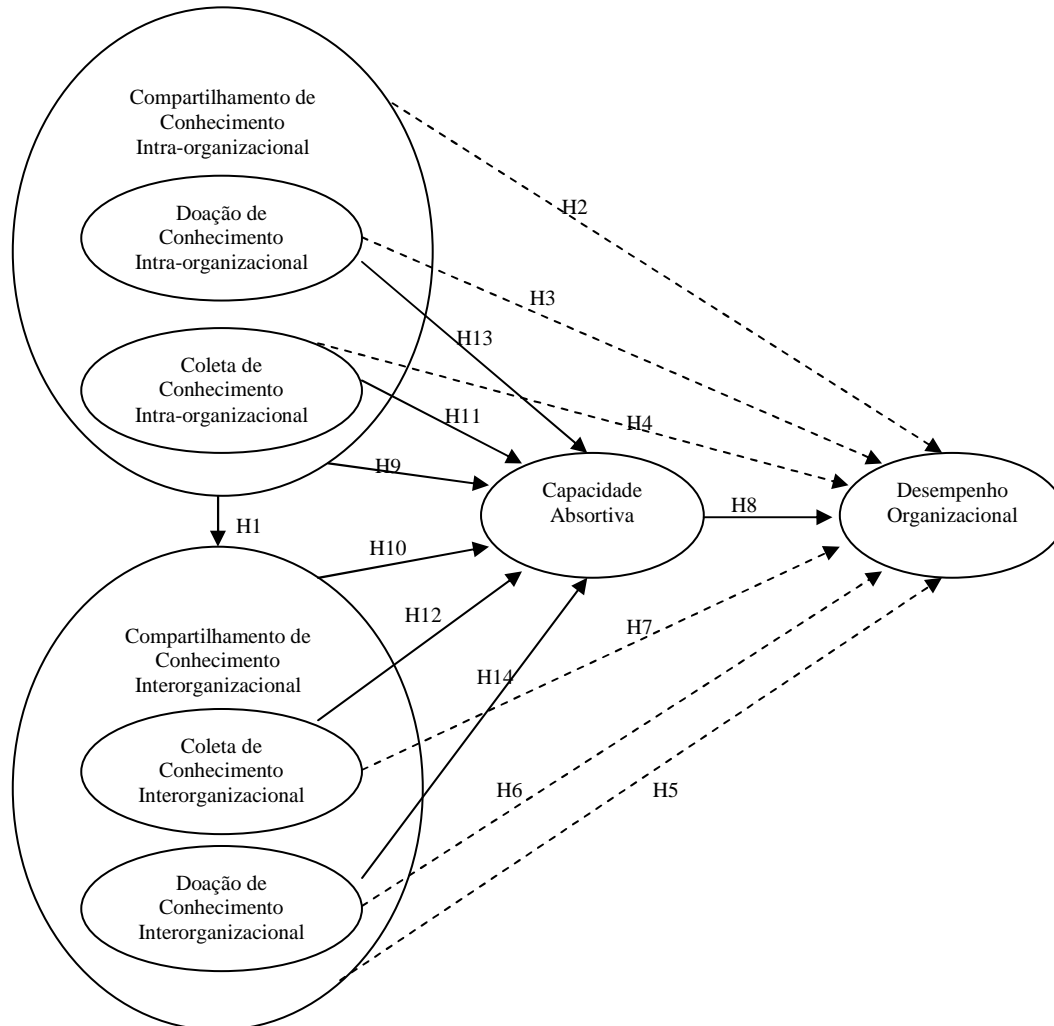 Compartilhamento de
Conhecimento
Intra-organizacional
H2
Doação de
Conhecimento
Intra-organizacional
H3
H13
Coleta de
Conhecimento
Intra-organizacional
H11
H4
H9
Capacidade
Absortiva
H8
Desempenho
Organizacional
H1
H10
H12
H7
Compartilhamento de
Conhecimento
Interorganizacional
H14
Coleta de
Conhecimento
Interorganizacional
H6
H5
Doação de
Conhecimento
Interorganizacional